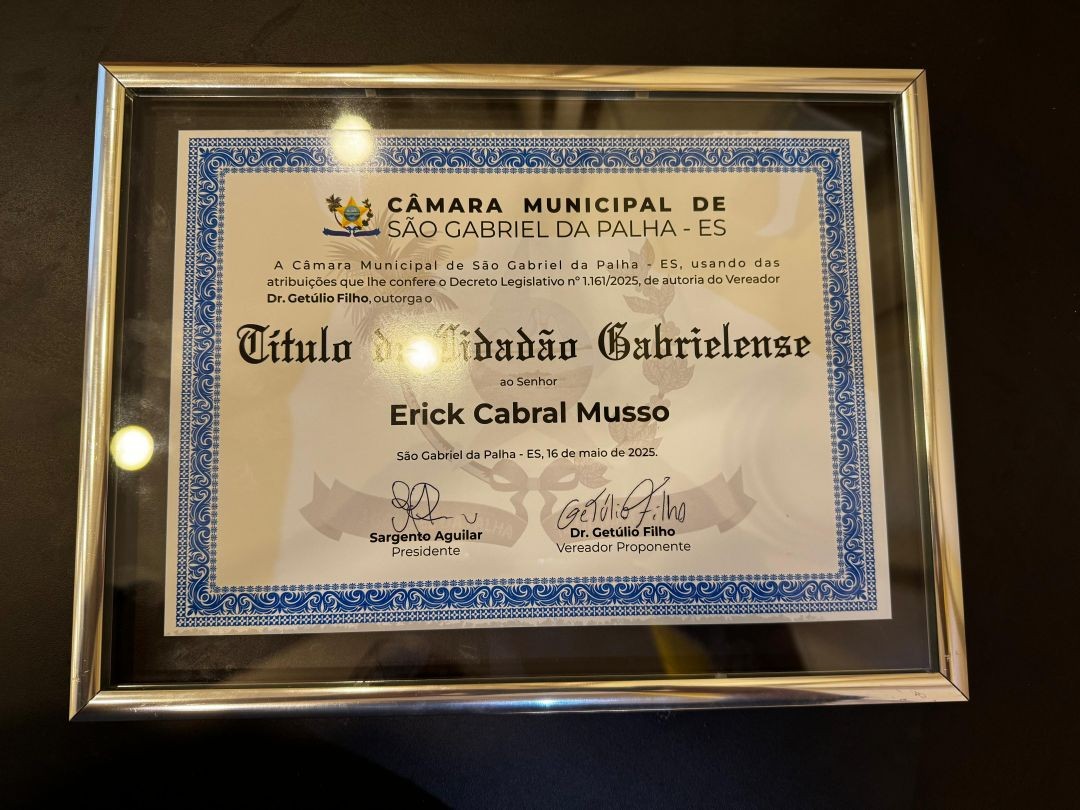 CÂMARA MUNICIPAL DE
SÃO GABRIEL DA PALHA - ES
A Câmara Municipal de São Gabriel da Palha - ES, usando das
atribuições que lhe confere o Decreto Legislativo nº 1.161/2025, de autoria do Vereador
Dr. Getúlio Filho, outorga o
Título de Cidadão Gabrielense
ao Senhor
Erick Cabral Musso
São Gabriel da Palha - ES, 16 de maio de 2025.
Getúlio Filho
Sargento Aguilar
Presidente
Dr. Getúlio Filho
Vereador Proponente